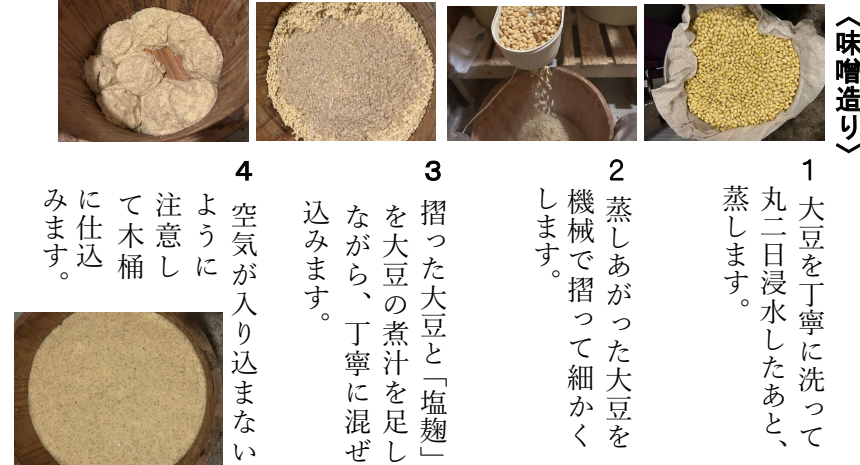 〈味噌造り〉
1 大豆を丁寧に洗って
丸二日浸水したあと、
蒸します。
2 蒸しあがった大豆を
機械で摺って細かく
します。
3 摺った大豆と「塩麹」
を大豆の煮汁を足し
ながら、丁寧に混ぜ
込みます。
4 空気が入り込まない
ように
注意し
て木桶
に仕込
みます。